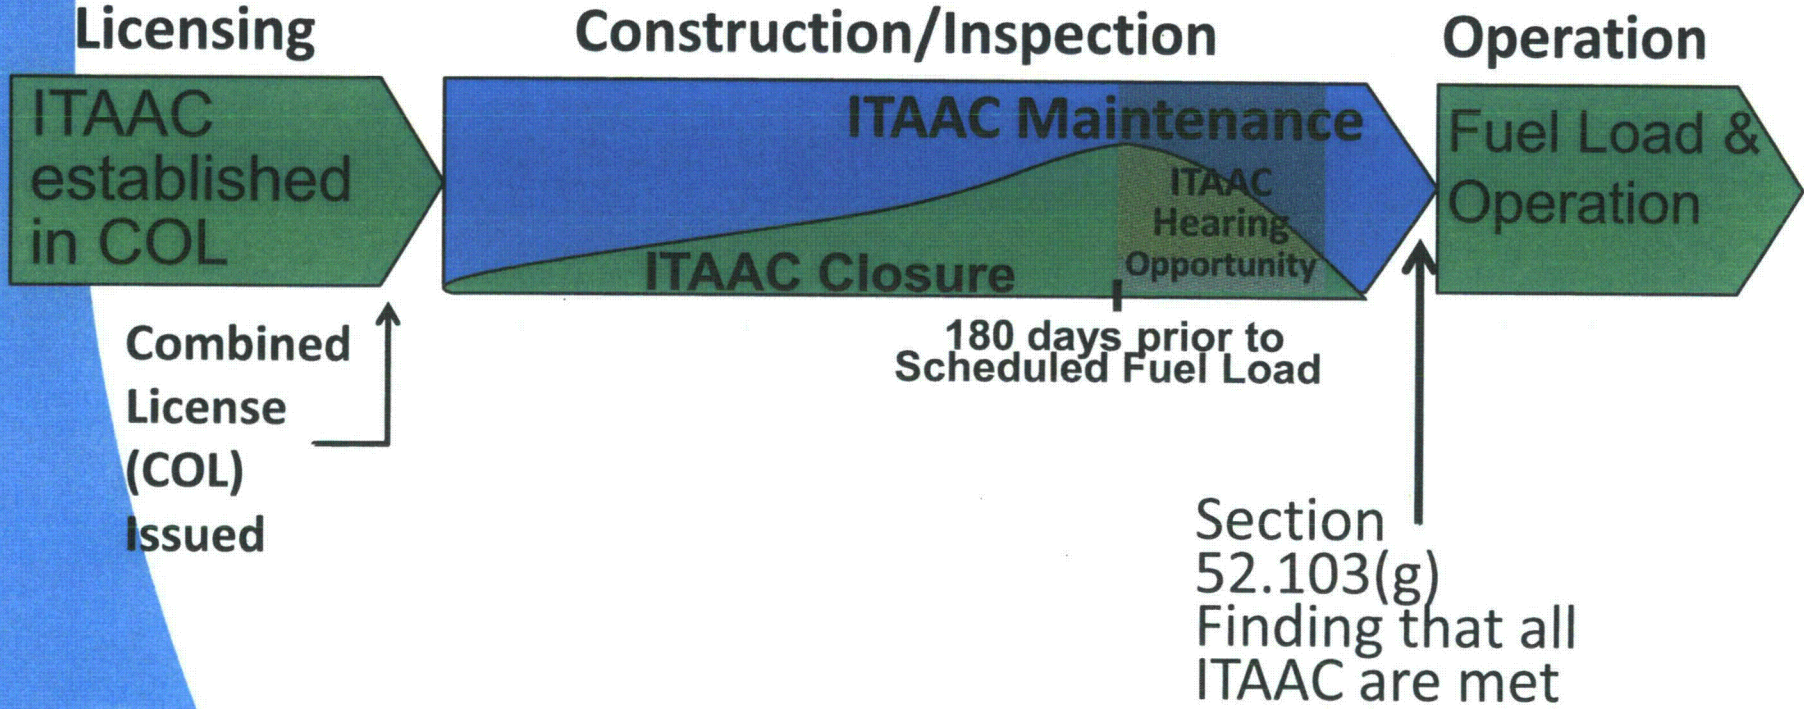 Licensing
Construction/Inspection
Operation
ITAAC
established
in COL
ITAAC Maintenance
ITAAC
Hearing
Opportunity
ITAAC Closure
Fuel Load &
Operation
180 days prior to
Scheduled Fuel Load
Combined
License
(COL)
Issued
Section
52.103(g)
Finding that all
ITAAC are met